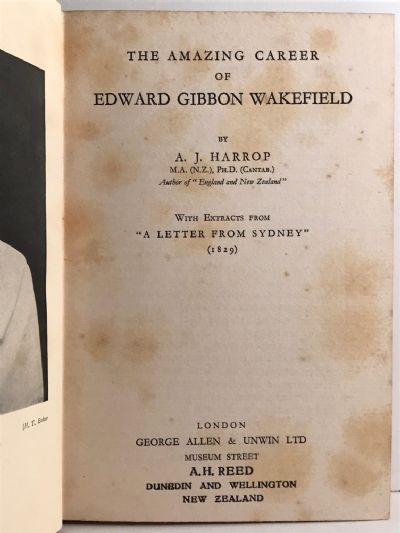 THE AMAZING CAREER
OF
EDWARD GIBBON WAKEFIELD
BY
A. J. HARROP
M.A. (N.Z.), PH.D. (CANTAB.)
Author of "England and New Zealand"
WITH EXTRACTS FROM
"A LETTER FROM SYDNEY"
(1829)
LONDON
GEORGE ALLEN & UNWIN LTD
MUSEUM STREET
A.H. REED
DUNEDIN AND WELLINGTON
NEW ZEALAND